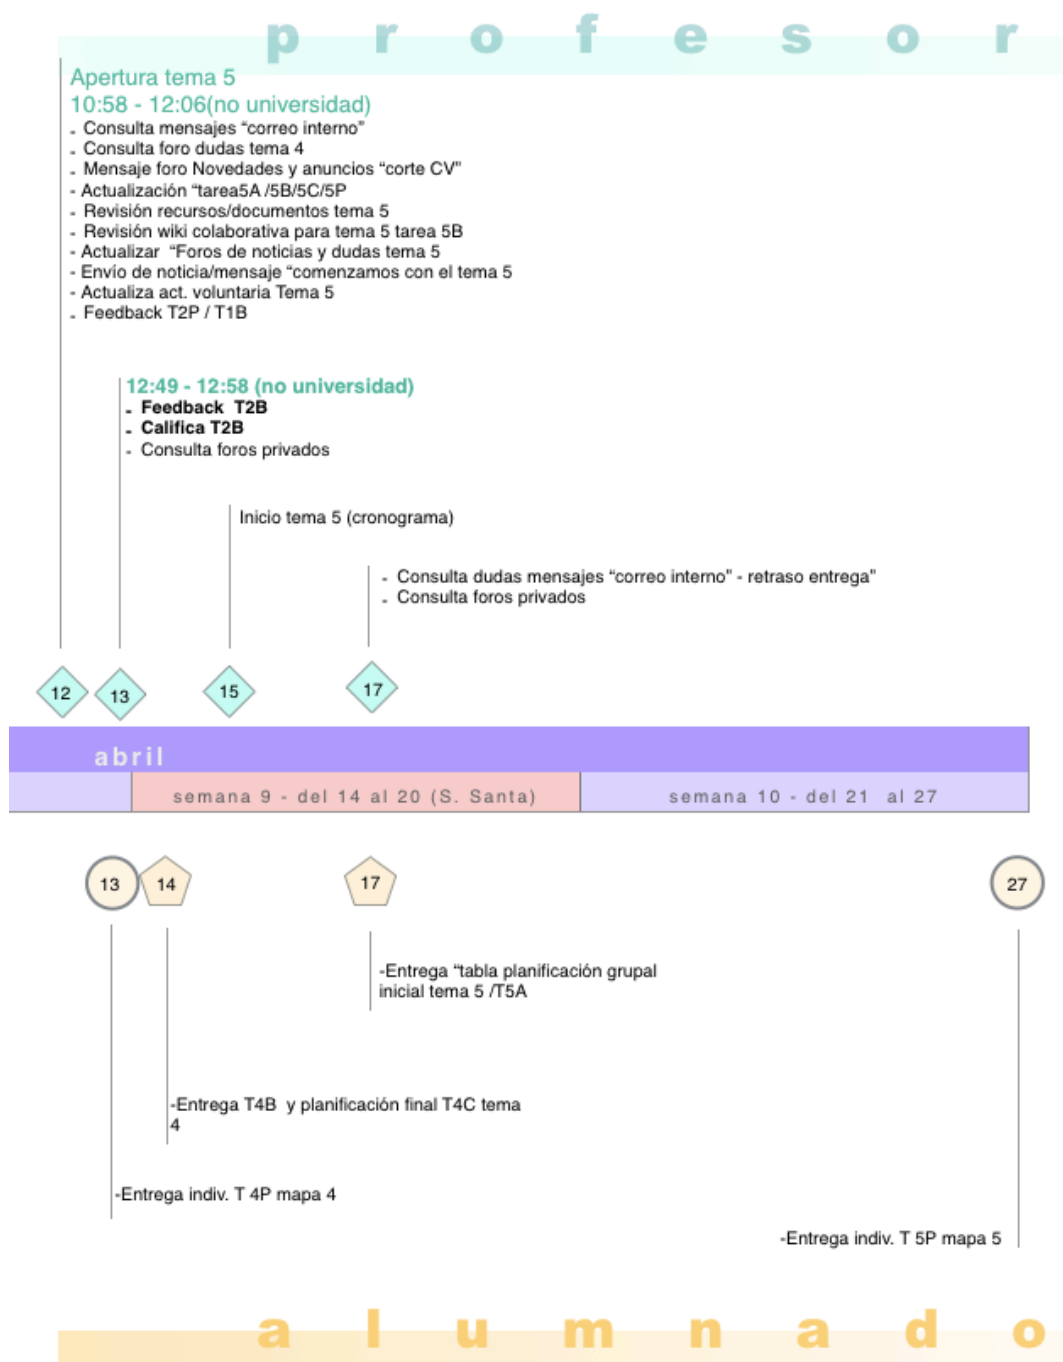 profesor
Apertura tema 5
10:58 - 12:06(no universidad)
- Consulta mensajes “correo interno”
- Consulta foro dudas tema 4
- Mensaje foro Novedades y anuncios “corte CV”
- Actualización “tarea5A /5B/5C/5P
- Revisión recursos/documentos tema 5
- Revisión wiki colaborativa para tema 5 tarea 5B
- Actualizar “Foros de noticias y dudas tema 5
- Envío de noticia/mensaje “comenzamos con el tema 5
- Actualiza act. voluntaria Tema 5
- Feedback T2P / T1B
12:49 - 12:58 (no universidad)
- Feedback T2B
- Califica T2B
- Consulta foros privados
Inicio tema 5 (cronograma)
- Consulta dudas mensajes “correo interno” - retraso entrega”
- Consulta foros privados
12
13
15
17
abril
semana 9 - del 14 al 20 (S. Santa)
semana 10 - del 21 al 27
13
14
17
27
-Entrega “tabla planificación grupal
inicial tema 5 /T5A
-Entrega T4B y planificación final T4C tema
4
-Entrega indiv. T 4P mapa 4
-Entrega indiv. T 5P mapa 5
alumnado